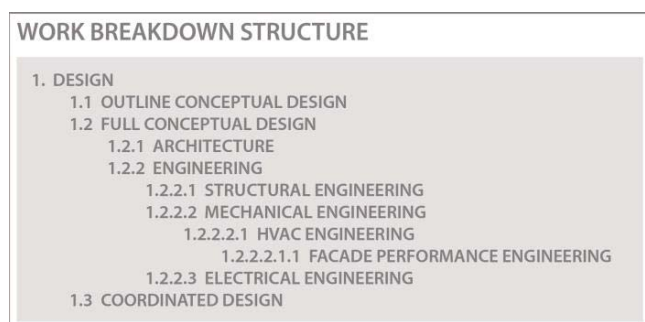 WORK BREAKDOWN STRUCTURE
1. DESIGN
1.1 OUTLINE CONCEPTUAL DESIGN
1.2 FULL CONCEPTUAL DESIGN
1.2.1 ARCHITECTURE
1.2.2 ENGINEERING
1.2.2.1 STRUCTURAL ENGINEERING
1.2.2.2 MECHANICAL ENGINEERING
1.2.2.2.1 HVAC ENGINEERING
1.2.2.2.1.1 FACADE PERFORMANCE ENGINEERING
1.2.2.3 ELECTRICAL ENGINEERING
1.3 COORDINATED DESIGN